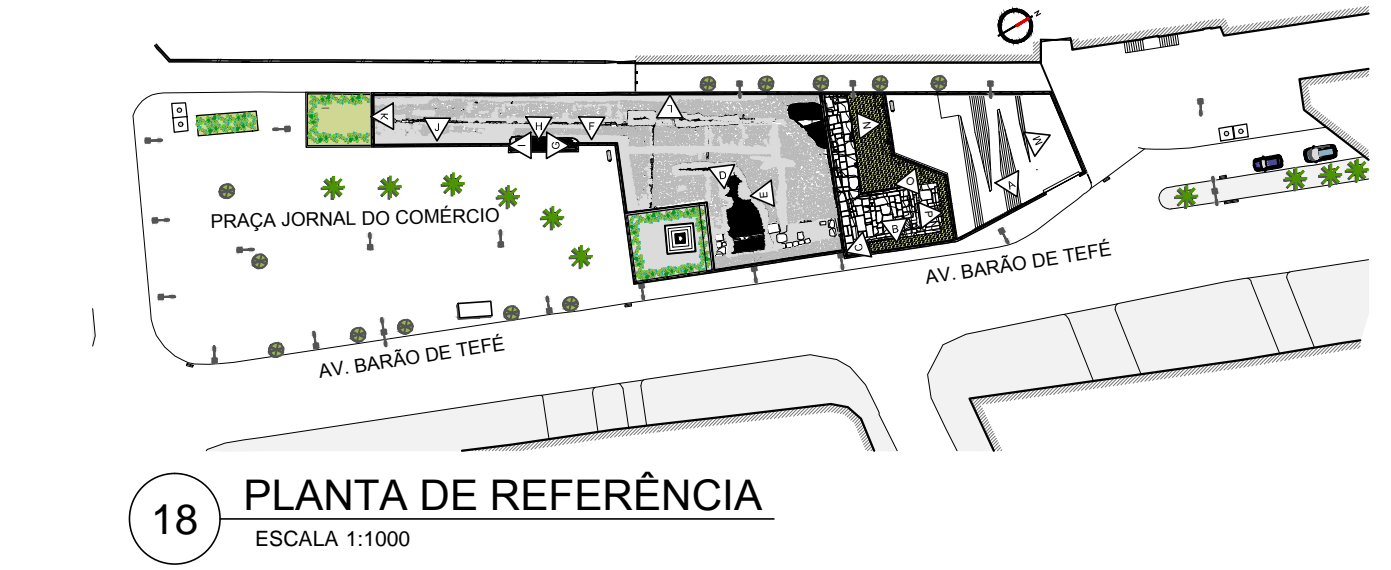 N
K
J
H
F
L
I
G
D
E
N
O
P
B
C
A
M
PRAÇA JORNAL DO COMÉRCIO
AV. BARÃO DE TEFÉ
AV. BARÃO DE TEFÉ
18
PLANTA DE REFERÊNCIA
ESCALA 1:1000